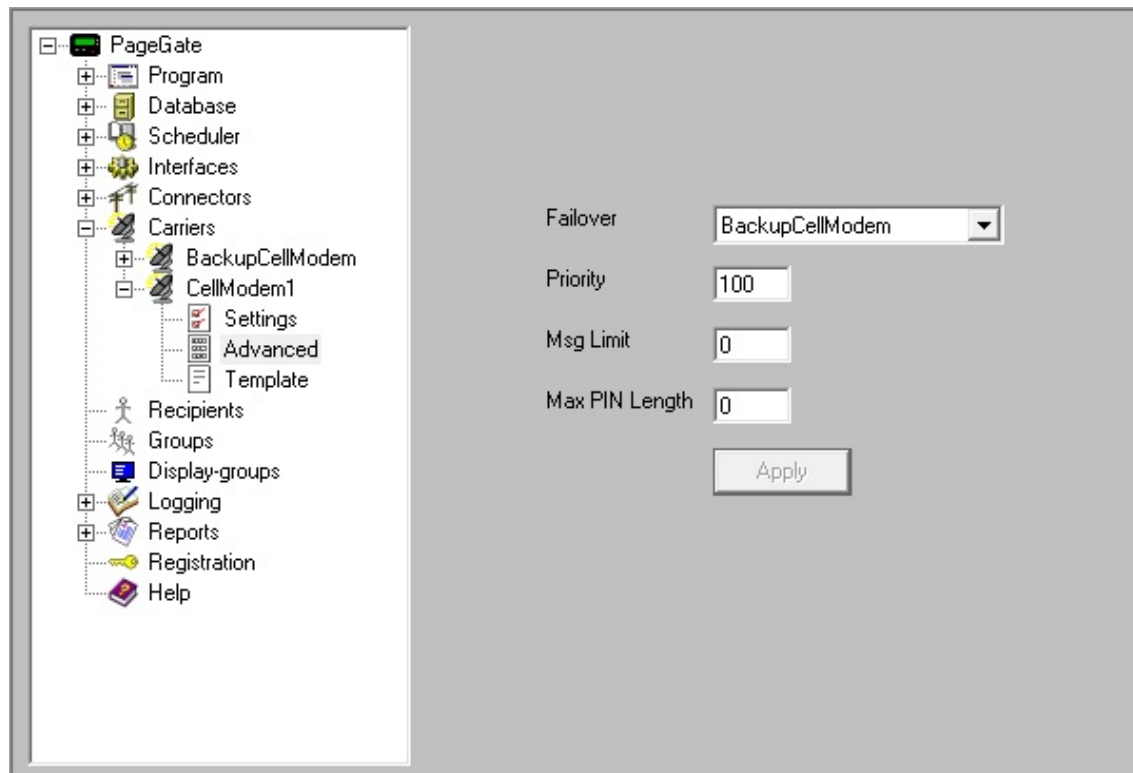 PageGate
Program
Database
Scheduler
Interfaces
Connectors
Carriers
BackupCellModem
CellModem1
Settings
Advanced
Template
Recipients
Groups
Display-groups
Logging
Reports
Registration
Help
Failover BackupCellModem
Priority 100
Msg Limit 0
Max PIN Length 0
Apply